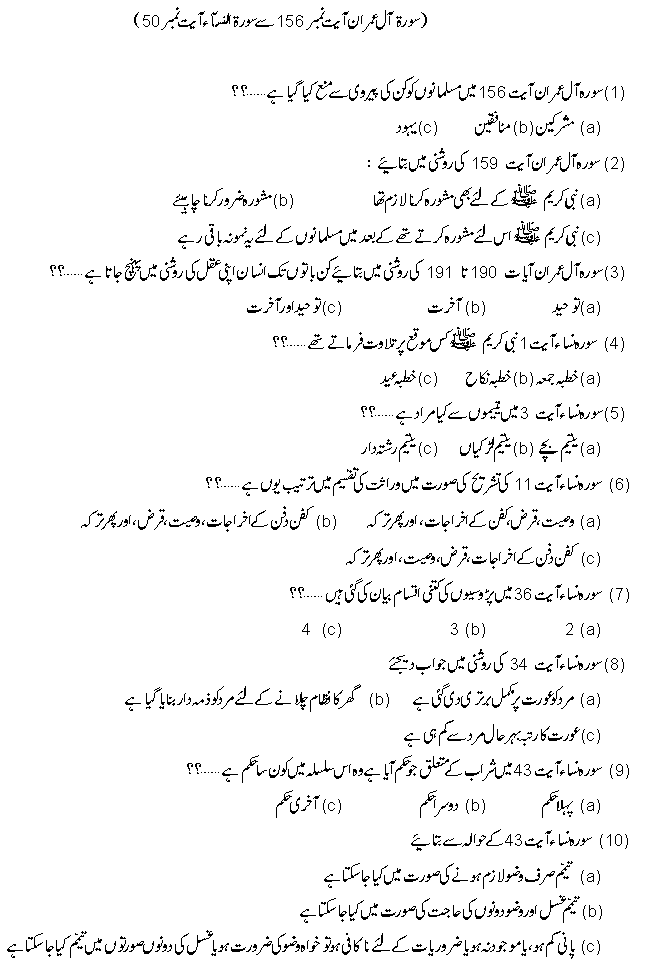 (سورۃ آل عمران آیت نمبر 156 سے سورۃ النسآء آیت نمبر 50)
(1) سورہ آل عمران آیت 156 میں مسلمانوں کو کن کی پیروی سے منع کیا گیا ہے.....؟؟
(a) مشرکین (b) منافقین (c) یہود
(2) سورہ آل عمران آیت 159 کی روشنی میں بتائیے :
(a) نبی کریم ﷺ کے لئے بھی مشورہ کرنا لازم تھا (b) مشورہ ضرور کرنا چاہیئے
(c) نبی کریم ﷺ اس لئے مشورہ کرتے تھے کے بعد میں مسلمانوں کے لئے یہ نمونہ باقی رہے
(3) سورہ آل عمران آیات 190 تا 191 کی روشنی میں بتائیے کن باتوں تک انسان اپنی عقل کی روشنی میں پہنچ جاتا ہے.....؟؟
(a) توحید (b) آخرت (c) توحید اور آخرت
(4) سورہ نساء آیت 1 نبی کریم ﷺ کس موقع پر تلاوت فرماتے تھے.....؟؟
(a) خطبہ جمعہ (b) خطبہ نکاح (c) خطبہ عید
(5) سورہ نساء آیت 3 میں یتیموں سے کیا مراد ہے.....؟؟
(a) یتیم بچے (b) یتیم لڑکیاں (c) یتیم رشتہ دار
(6) سورہ نساء آیت 11 کی تشریح کی صورت میں وراثت کی تقسیم میں ترتیب یوں ہے.....؟؟
(a) وصیت، قرض، کفن کے اخراجات، اور پھر ترکہ (b) کفن دفن کے اخراجات، وصیت، قرض، اور پھر ترکہ
(c) کفن دفن کے اخراجات، قرض، وصیت، اور پھر ترکہ
(7) سورہ نساء آیت 36 میں پڑوسیوں کی کتنی اقسام بیان کی گئی ہیں.....؟؟
(a) 2 (b) 3 (c) 4
(8) سورہ نساء آیت 34 کی روشنی میں جواب دیجئے
(a) مرد کو عورت پر مکمل برتری دی گئی ہے (b) گھر کا نظام چلانے کے لئے مرد کو ذمہ دار بنایا گیا ہے
(c) عورت کا رتبہ بہر حال مرد سے کم ہی ہے
(9) سورہ نساء آیت 43 میں شراب کے متعلق جو حکم آیا ہے وہ اس سلسلہ میں کون سا حکم ہے.....؟؟
(a) پہلا حکم (b) دوسرا حکم (c) آخری حکم
(10) سورہ نساء آیت 43 کے حوالہ سے بتائیے
(a) تیمّم صرف وضو لازم ہونے کی صورت میں کیا جاسکتا ہے
(b) تیمّم غسل اور وضو دونوں کی حاجت کی صورت میں کیا جاسکتا ہے
(c) پانی کم ہو، یا موجود نہ ہو یا ضروریات کے لئے ناکافی ہو تو خواہ وضو کی ضرورت ہو یا غسل کی دونوں صورتوں میں تیمّم کیا جاسکتا ہے